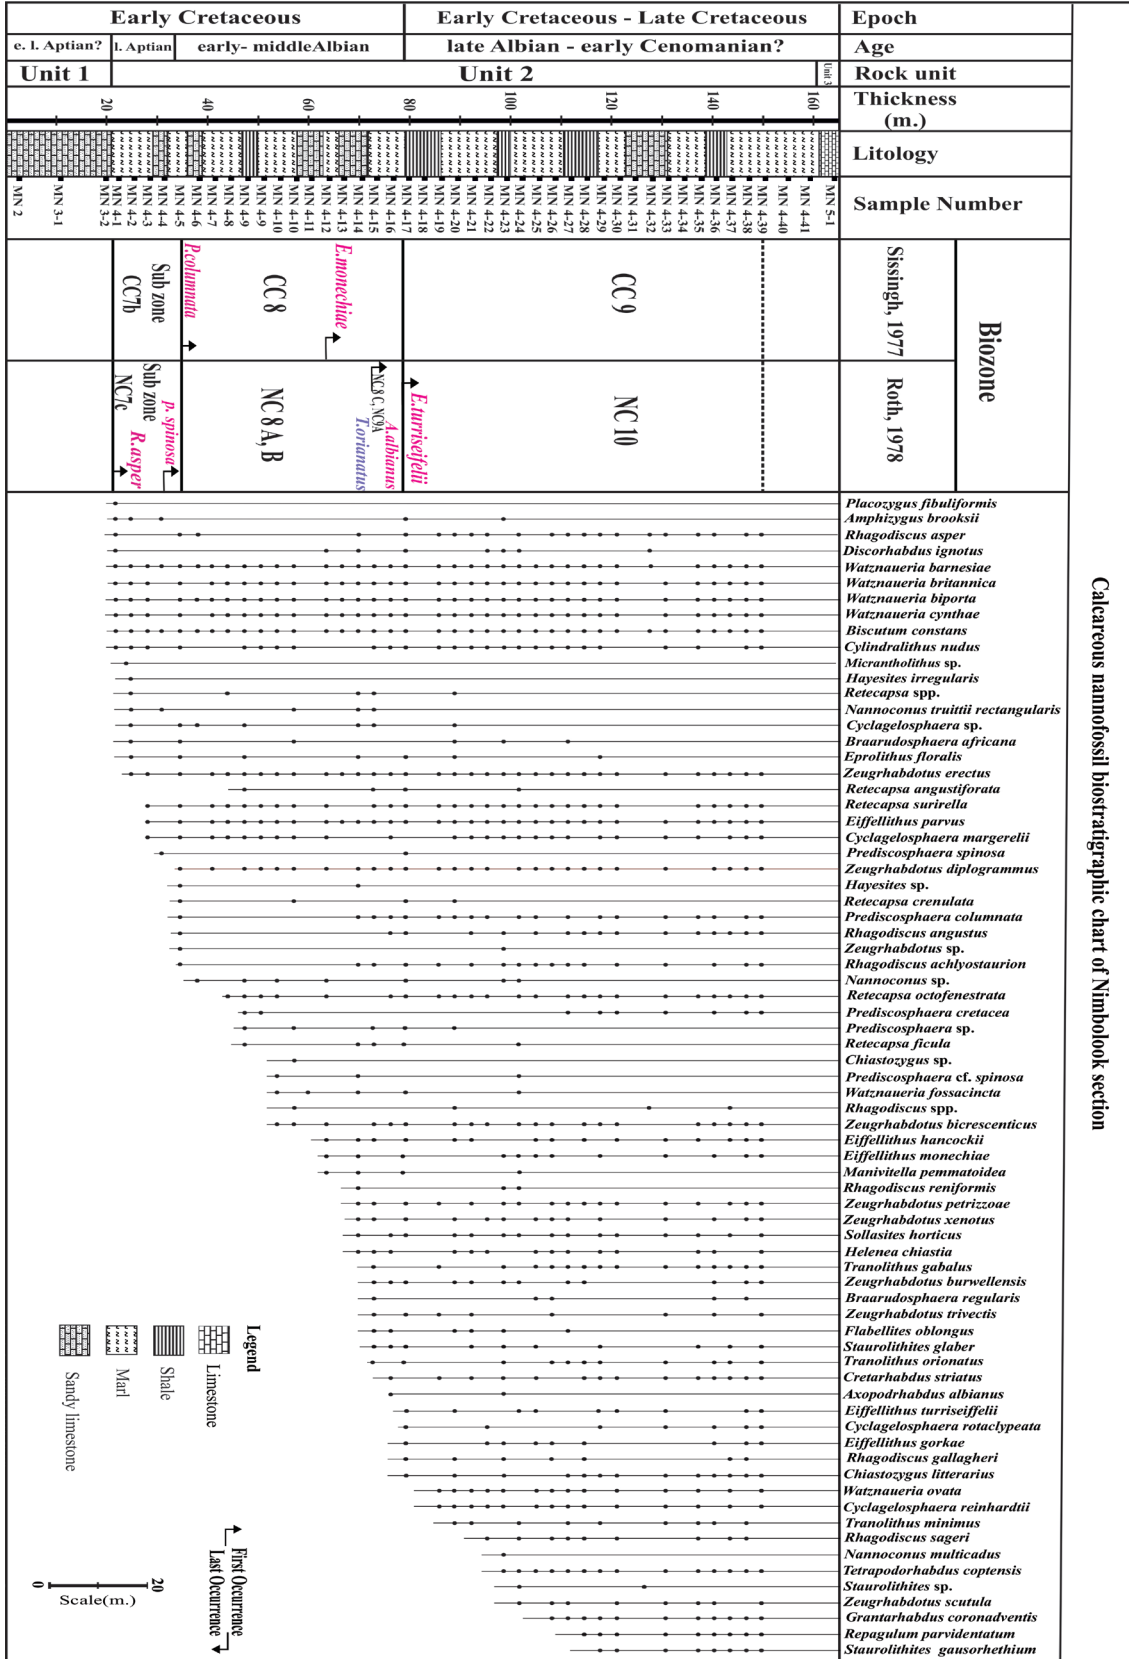 Early Cretaceous
Early Cretaceous - Late Cretaceous
Epoch
e. l. Aptian?
l. Aptian
early- middleAlbian
late Albian - early Cenomanian?
Age
Unit 1
Unit 2
Unit 3
Rock unit
20
40
60
80
100
120
140
160
Thickness
(m.)
Litology
MN 2
MN 3-1
MN 3-2
MN 4-1
MN 4-2
MN 4-3
MN 4-4
MN 4-5
MN 4-6
MN 4-7
MN 4-8
MN 4-9
MN 4-9
MN 4-10
MN 4-10
MN 4-11
MN 4-12
MN 4-13
MN 4-14
MN 4-15
MN 4-16
MN 4-17
MN 4-18
MN 4-19
MN 4-20
MN 4-21
MN 4-22
MN 4-23
MN 4-24
MN 4-25
MN 4-26
MN 4-27
MN 4-28
MN 4-29
MN 4-30
MN 4-31
MN 4-32
MN 4-33
MN 4-34
MN 4-35
MN 4-36
MN 4-37
MN 4-38
MN 4-39
MN 4-40
MN 4-41
MN 5-1
Sample Number
Sub zone
CC7b
P.columnata
CC 8
E.monechiae
CC 9
Sissingh, 1977
Biozone
Sub zone
NC7c
R.asper
p. spinosa
NC 8 A, B
NC 8 C, NC9A
T.orianatus
A.albianus
E.turriseifelii
NC 10
Roth, 1978
Calcareous nannofossil biostratigraphic chart of Nimbolook section
Placozygus fibuliformis
Amphizygus brooksii
Rhagodiscus asper
Discorhabdus ignotus
Watznaueria barnesiae
Watznaueria britannica
Watznaueria biporta
Watznaueria cynthae
Biscutum constans
Cylindralithus nudus
Micrantholithus sp.
Hayesites irregularis
Retecapsa spp.
Nannoconus truittii rectangularis
Cyclagelosphaera sp.
Braarudosphaera africana
Eprolithus floralis
Zeugrhabdotus erectus
Retecapsa angustiforata
Retecapsa surirella
Eiffellithus parvus
Cyclagelosphaera margerelii
Prediscosphaera spinosa
Zeugrhabdotus diplogrammus
Hayesites sp.
Retecapsa crenulata
Prediscosphaera columnata
Rhagodiscus angustus
Zeugrhabdotus sp.
Rhagodiscus achlyostaurion
Nannoconus sp.
Retecapsa octofenestrata
Prediscosphaera cretacea
Prediscosphaera sp.
Retecapsa ficula
Chiastozygus sp.
Prediscosphaera cf. spinosa
Watznaueria fossacincta
Rhagodiscus spp.
Zeugrhabdotus bicrescenticus
Eiffellithus hancockii
Eiffellithus monechiae
Manivitella pemmatoidea
Rhagodiscus reniformis
Zeugrhabdotus petrizzoae
Zeugrhabdotus xenotus
Sollasites horticus
Helenea chiastia
Tranolithus gabalus
Zeugrhabdotus burwellensis
Braarudosphaera regularis
Zeugrhabdotus trivectis
Flabellites oblongus
Staurolithites glaber
Tranolithus orionatus
Cretarhabdus striatus
Axopodrhabdus albianus
Eiffellithus turriseiffelii
Cyclagelosphaera rotaclypeata
Eiffellithus gorkae
Rhagodiscus gallagheri
Chiastozygus litterarius
Watznaueria ovata
Cyclagelosphaera reinhardtii
Tranolithus minimus
Rhagodiscus sageri
Nannoconus multicadus
Tetrapodorhabdus coptensis
Staurolithites sp.
Zeugrhabdotus scutula
Grantarhabdus coronadventis
Repagulum parvidentatum
Staurolithites gausorhethium
Legend
Limestone
Shale
Marl
Sandy limestone
First Occurrence
Last Occurrence
0
20
Scale(m.)